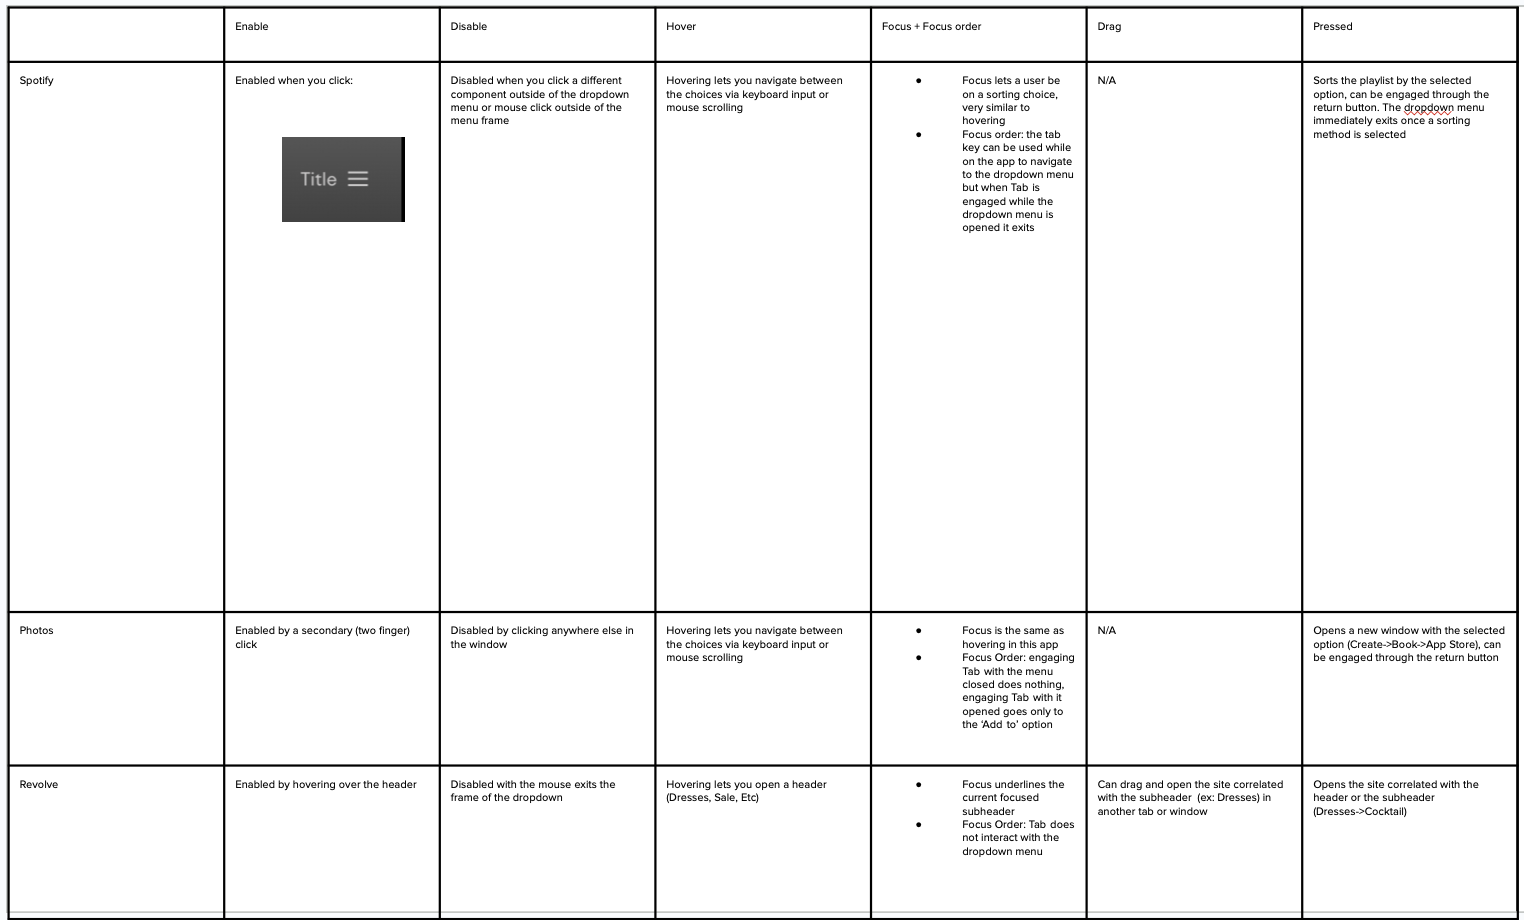 Enable
Disable
Hover
Focus + Focus order
Drag
Pressed
Spotify
Enabled when you click:
Title
Disabled when you click a different
component outside of the dropdown
menu or mouse click outside of the
menu frame
Hovering lets you navigate between
the choices via keyboard input or
mouse scrolling
● Focus lets a user be
on a sorting choice,
very similar to
hovering
● Focus order: the tab
key can be used while
on the app to navigate
to the dropdown menu
but when Tab is
engaged while the
dropdown menu is
opened it exits
N/A
Sorts the playlist by the selected
option, can be engaged through the
return button. The dropdown menu
immediately exits once a sorting
method is selected
Photos
Enabled by a secondary (two finger)
click
Disabled by clicking anywhere else in
the window
Hovering lets you navigate between
the choices via keyboard input or
mouse scrolling
● Focus is the same as
hovering in this app
● Focus Order: engaging
Tab with the menu
closed does nothing,
engaging Tab with it
opened goes only to
the ‘Add to’ option
N/A
Opens a new window with the selected
option (Create->Book->App Store), can
be engaged through the return button
Revolve
Enabled by hovering over the header
Disabled with the mouse exits the
frame of the dropdown
Hovering lets you open a header
(Dresses, Sale, Etc)
● Focus underlines the
current focused
subheader
● Focus Order: Tab does
not interact with the
dropdown menu
Can drag and open the site correlated
with the subheader (ex: Dresses) in
another tab or window
Opens the site correlated with the
header or the subheader
(Dresses->Cocktail)